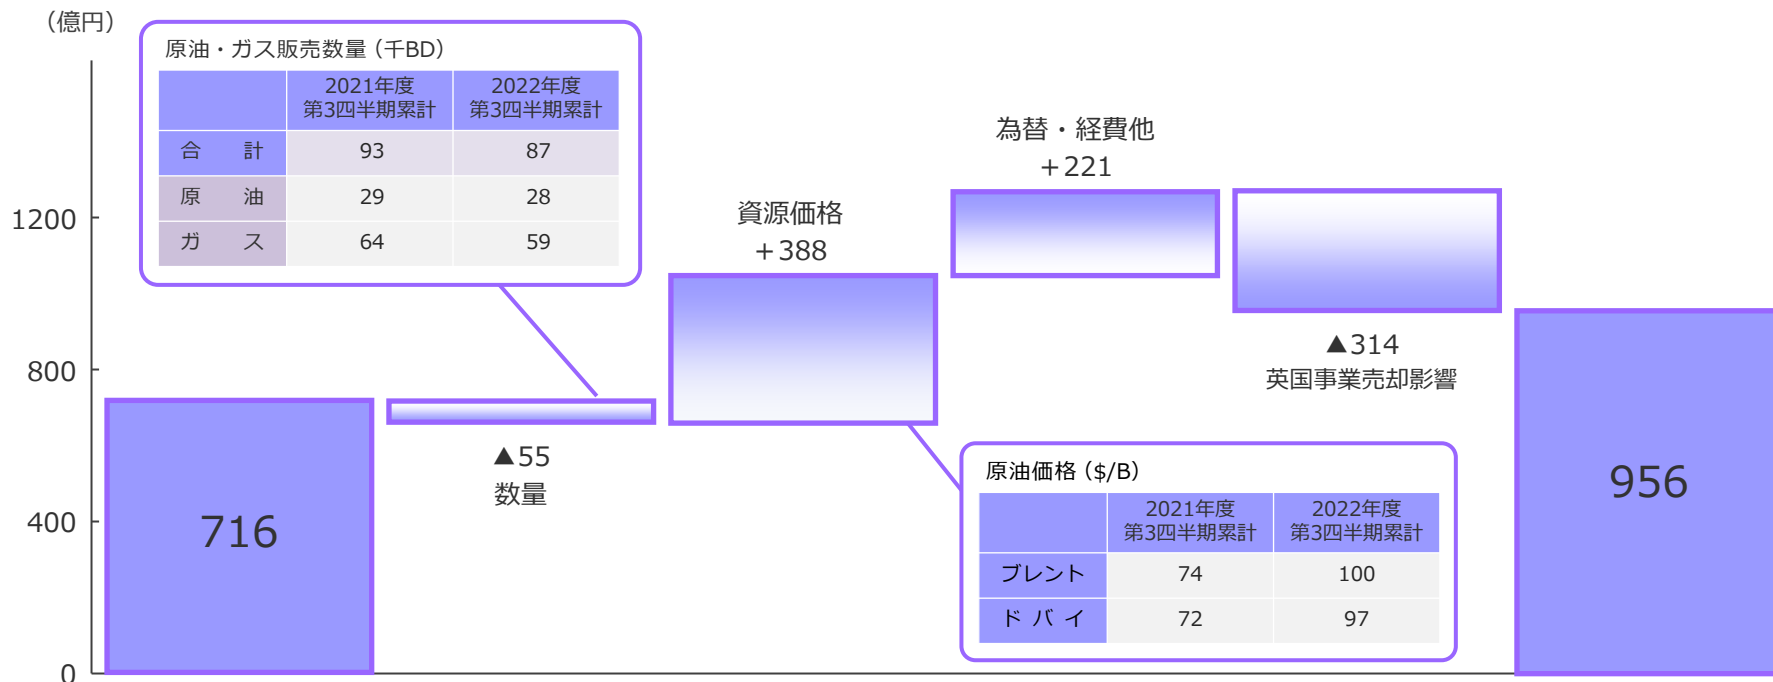 （億円）
原油・ガス販売数量（千BD）
2021年度 2022年度
第3四半期累計 第3四半期累計
合　計 93 87
原　油 29 28
ガ　ス 64 59
為替・経費他
＋221
資源価格
＋388
1200
800
400
0
▲314
英国事業売却影響
▲55
数量
716
原油価格（$/B）
2021年度 2022年度
第3四半期累計 第3四半期累計
ブレント 74 100
ド バ イ 72 97
956